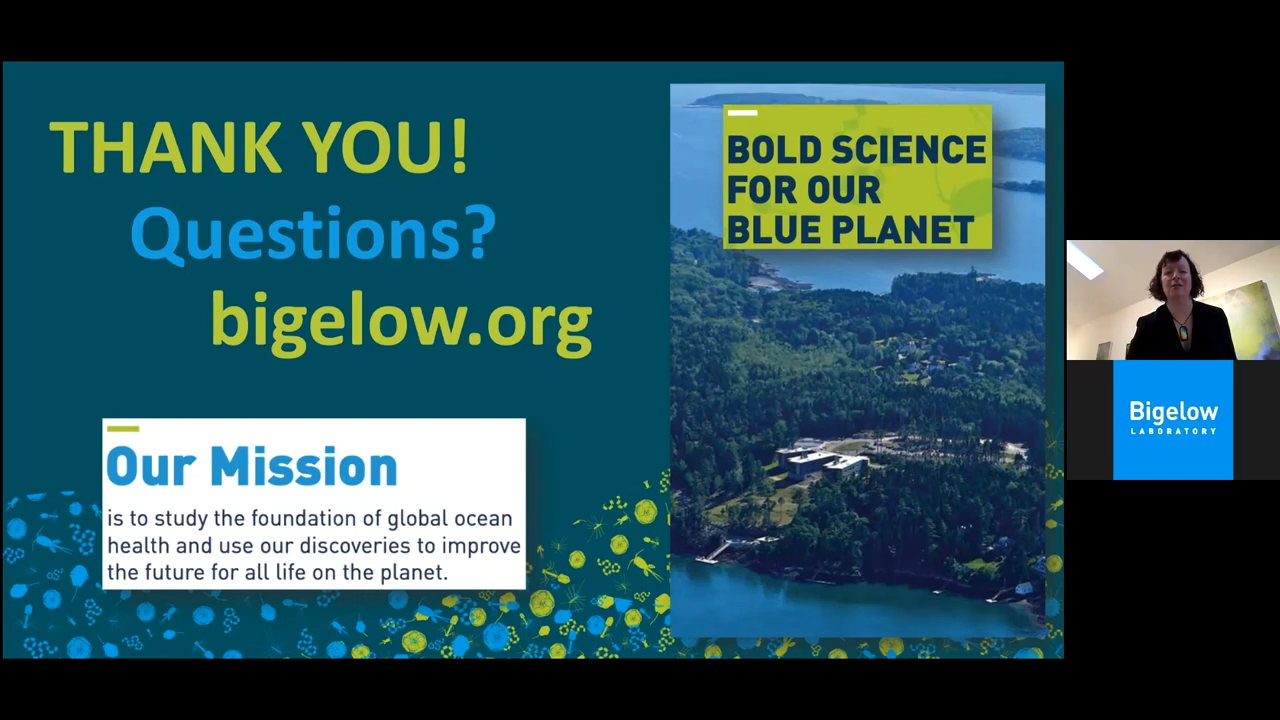 THANK YOU!
Questions?
bigelow.org
Our Mission
is to study the foundation of global ocean
health and use our discoveries to improve
the future for all life on the planet.
BOLD SCIENCE
FOR OUR
BLUE PLANET
Bigelow
LABORATORY